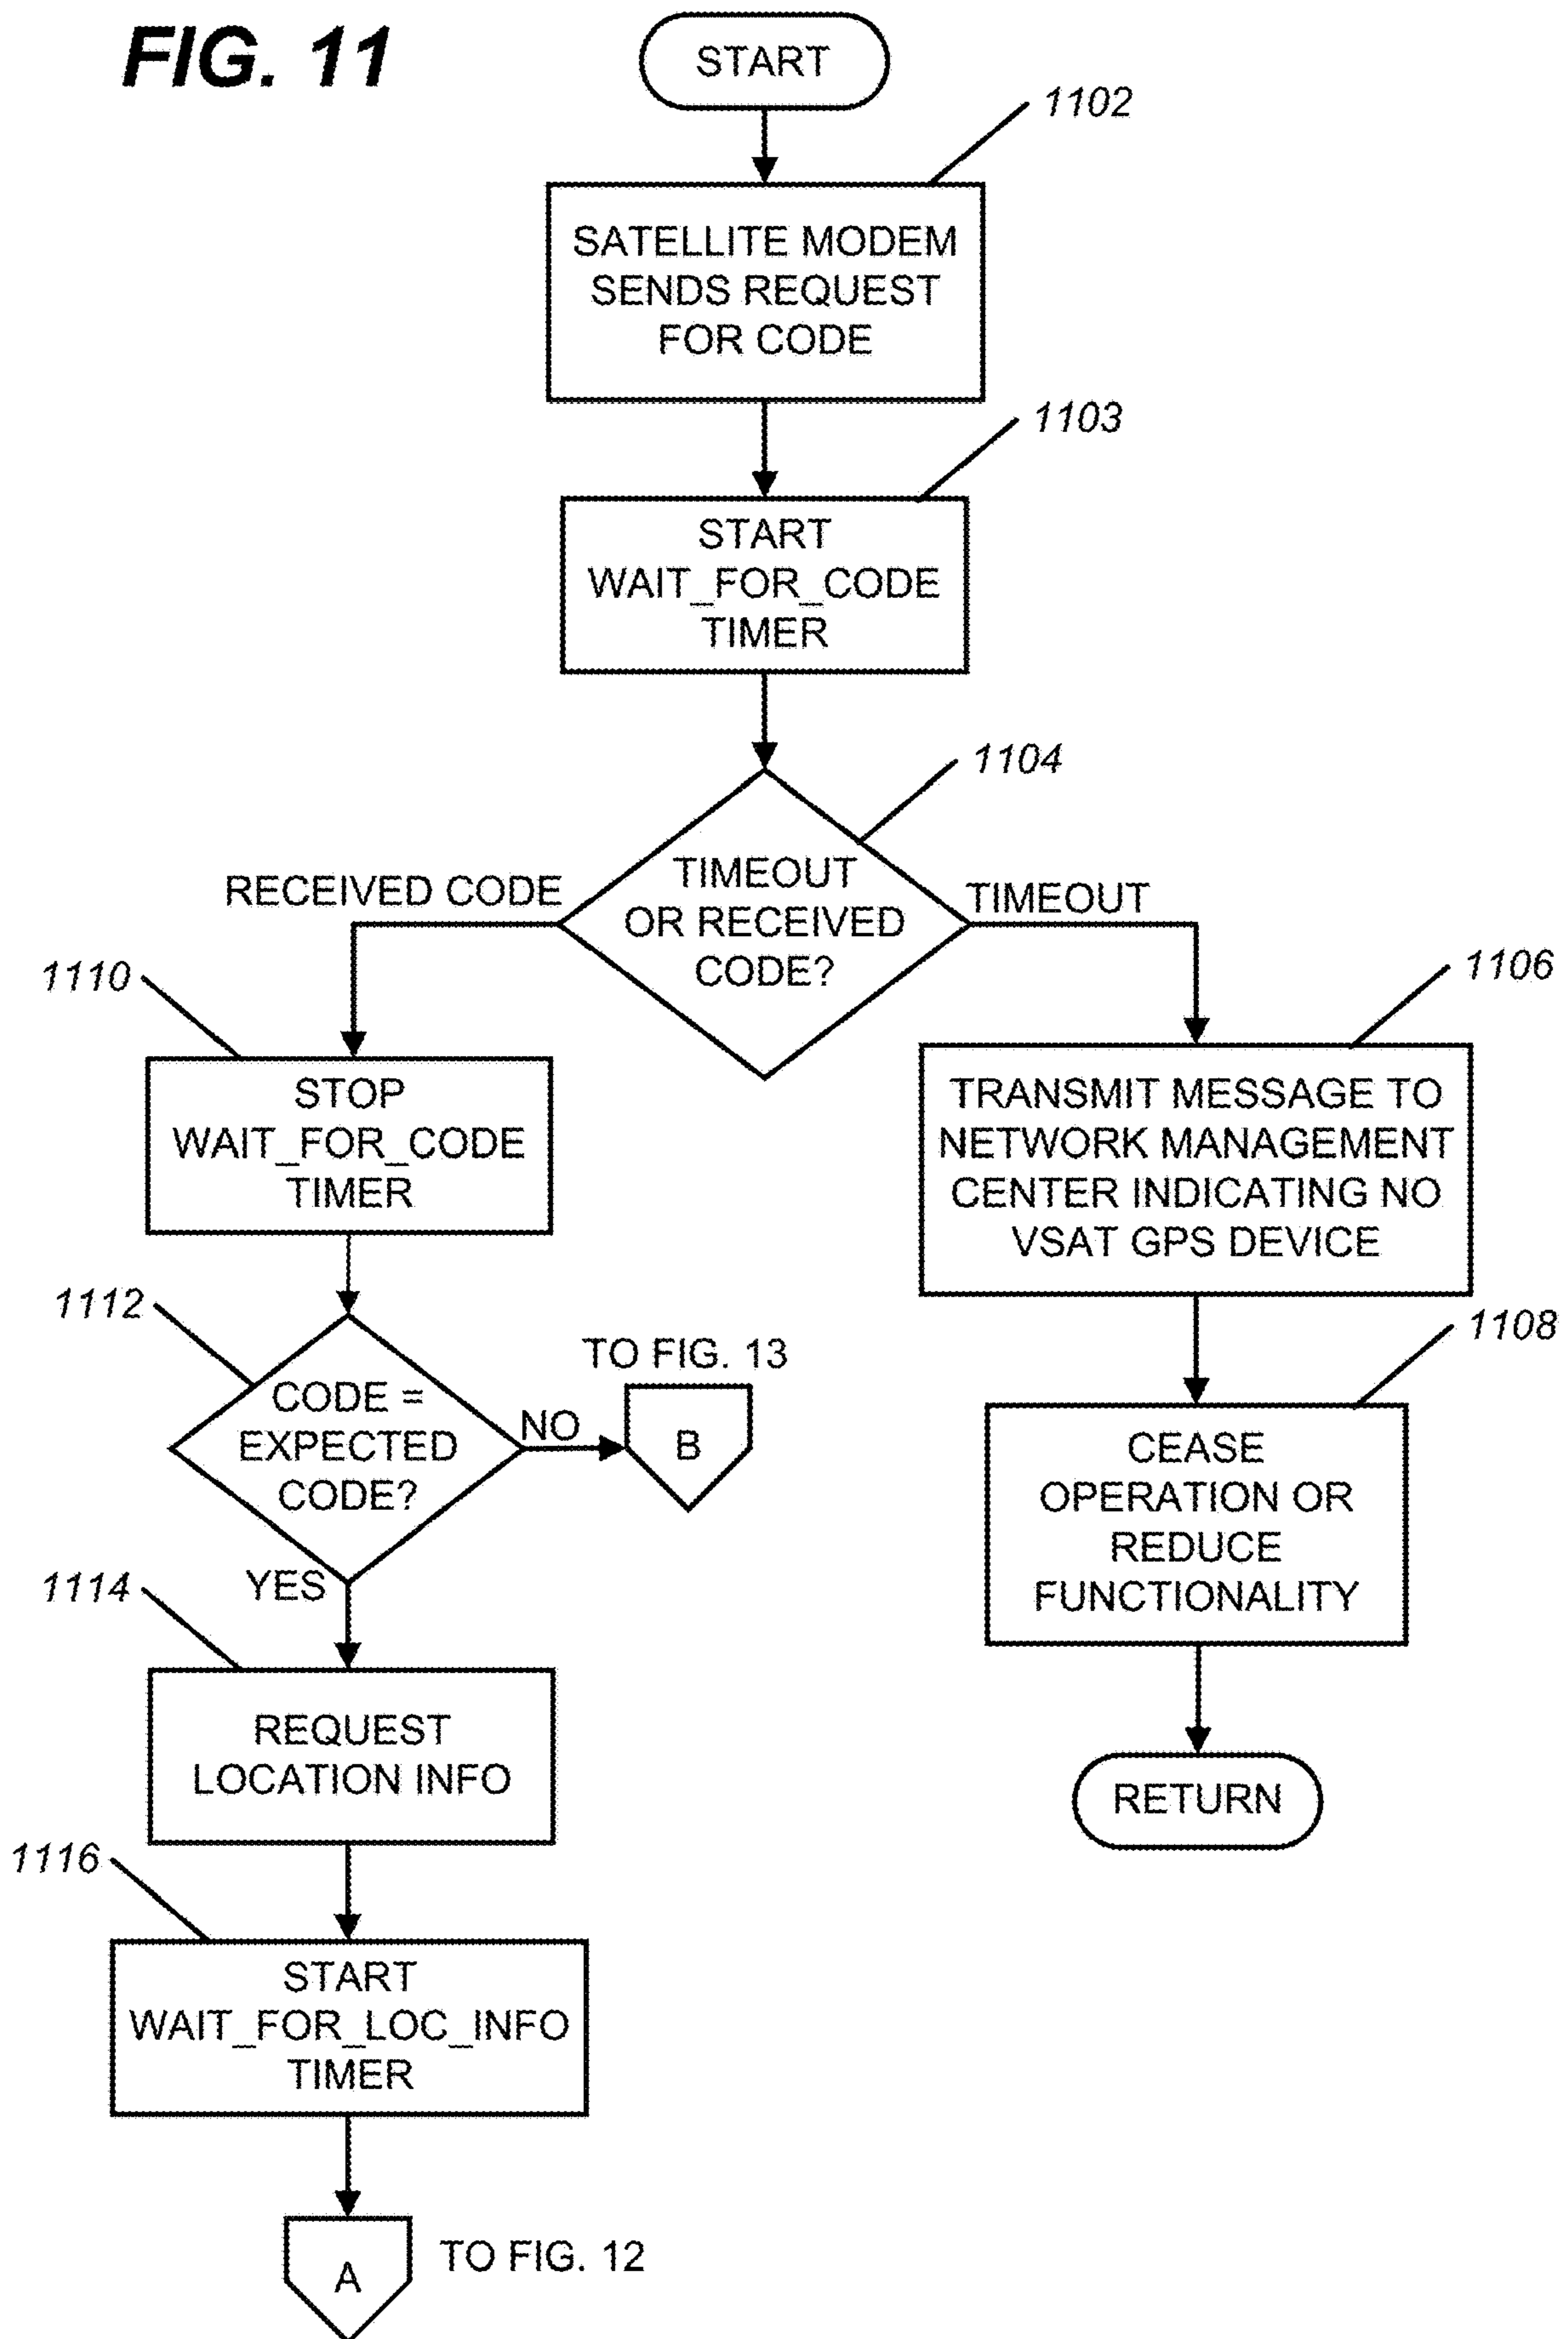 FIG. 11
START
1102
SATELLITE MODEM
SENDS REQUEST
FOR CODE
1103
START
WAIT_FOR_CODE
TIMER
1104
TIMEOUT
OR RECEIVED
CODE?
RECEIVED CODE
TIMEOUT
1110
STOP
WAIT_FOR_CODE
TIMER
1106
TRANSMIT MESSAGE TO
NETWORK MANAGEMENT
CENTER INDICATING NO
VSAT GPS DEVICE
1112
CODE =
EXPECTED
CODE?
NO
TO FIG. 13
B
1108
CEASE
OPERATION OR
REDUCE
FUNCTIONALITY
YES
1114
REQUEST
LOCATION INFO
RETURN
1116
START
WAIT_FOR_LOC_INFO
TIMER
A
TO FIG. 12